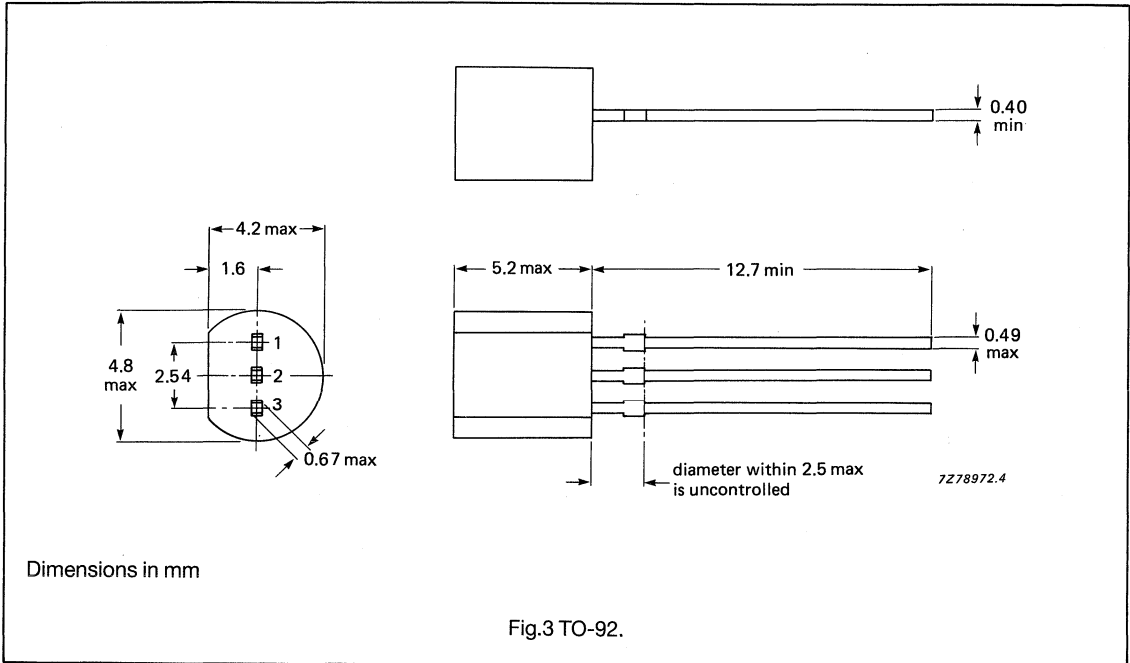 0.40
min
4.2 max
1.6
5.2 max
12.7 min
1
0.49
max
4.8
max
2.54
2
3
0.67 max
diameter within 2.5 max
is uncontrolled
7Z78972.4
Dimensions in mm
Fig.3 TO-92.